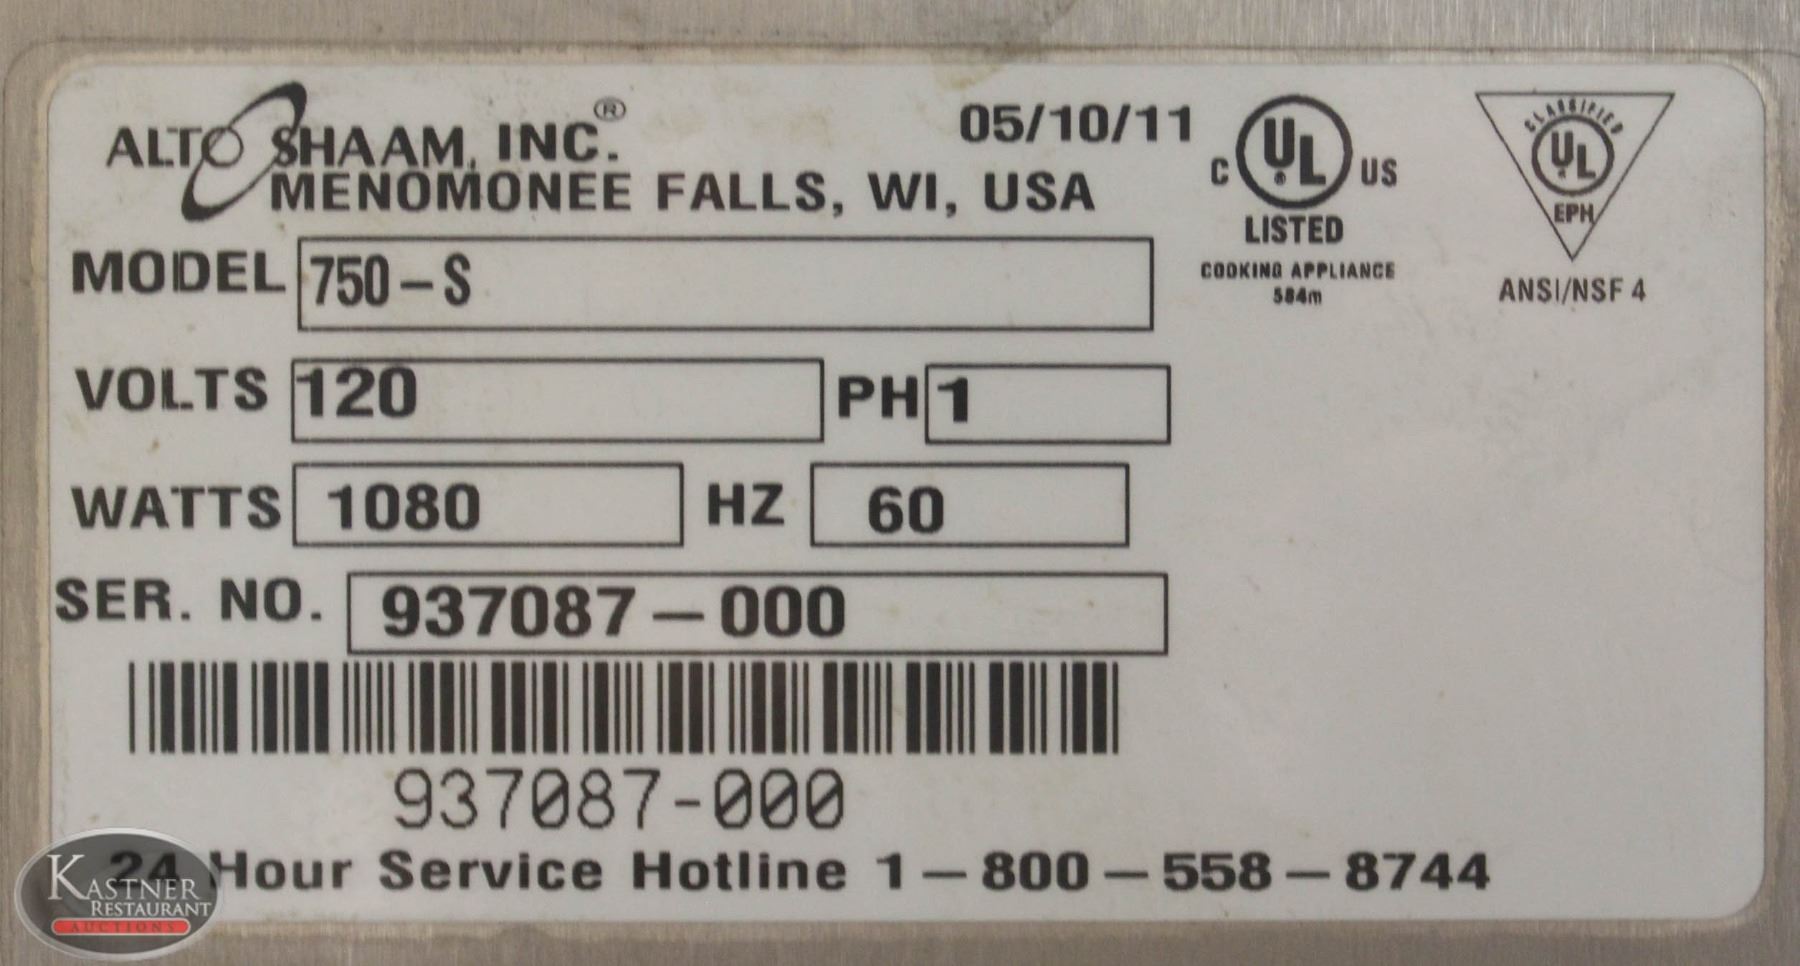 ALTO SHAAM, INC.® 05/10/11
MENOMONEE FALLS, WI, USA
C UL® US
LISTED
COOKING APPLIANCE
584m
CLASSIFIED
UL
EPH
ANSI/NSF 4
MODEL 750-S
VOLTS 120 PH 1
WATTS 1080 HZ 60
SER. NO. 937087-000
937087-000
24 Hour Service Hotline 1-800-558-8744
KASTNER
RESTAURANT
AUCTIONS